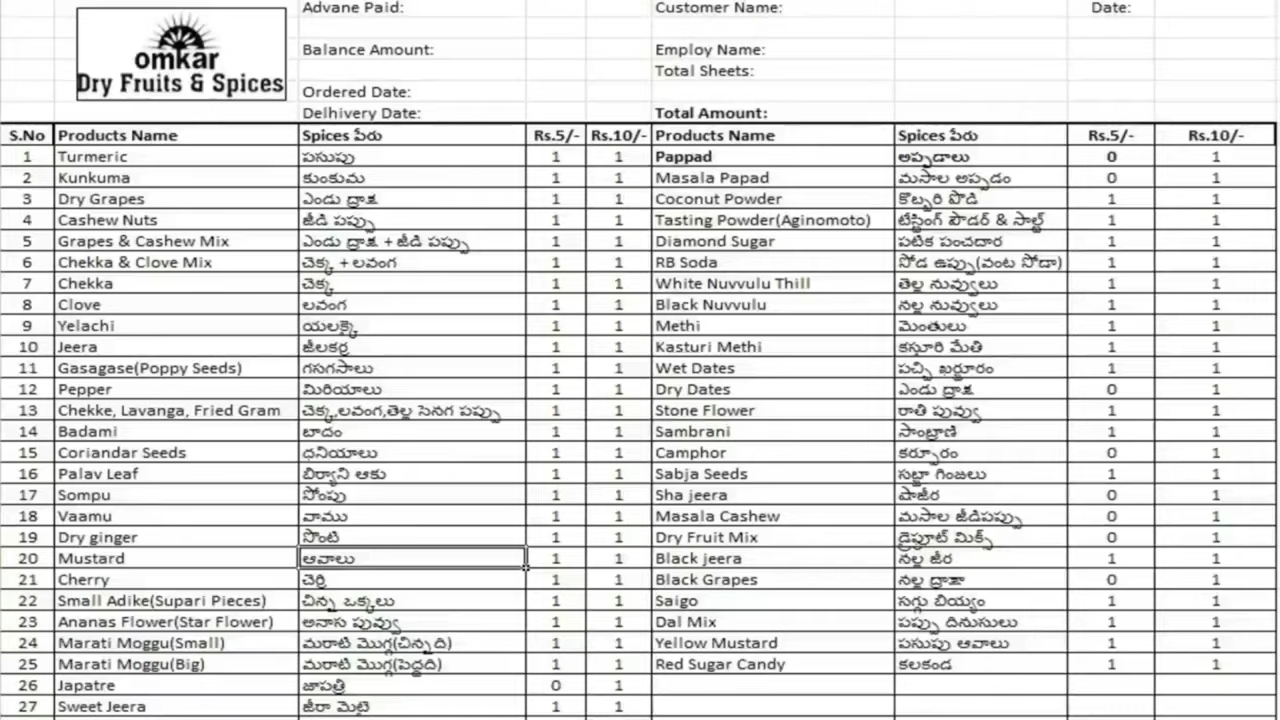 omkar
Dry Fruits & Spices
Advane Paid: Customer Name: Date:
Balance Amount: Employ Name:
Total Sheets:
Ordered Date:
Delhivery Date: Total Amount:
S.No Products Name Spices పేరు Rs.5/- Rs.10/- Products Name Spices పేరు Rs.5/- Rs.10/-
1 Turmeric పసుపు 1 1 Pappad అప్పడాలు 0 1
2 Kunkuma కుంకుమ 1 1 Masala Papad మసాల అప్పడం 0 1
3 Dry Grapes ఎండు ద్రాక్ష 1 1 Coconut Powder కొబ్బరి పొడి 1 1
4 Cashew Nuts జీడి పప్పు 1 1 Tasting Powder(Aginomoto) టేస్టింగ్ పౌడర్ & సాల్ట్ 1 1
5 Grapes & Cashew Mix ఎండు ద్రాక్ష + జీడి పప్పు 1 1 Diamond Sugar పటిక పంచదార 1 1
6 Chekka & Clove Mix చెక్క + లవంగ 1 1 RB Soda సోడ ఉప్పు(వంట సోడా) 1 1
7 Chekka చెక్క 1 1 White Nuvvulu Thill తెల్ల నువ్వులు 1 1
8 Clove లవంగ 1 1 Black Nuvvulu నల్ల నువ్వులు 1 1
9 Yelachi యలక్కై 1 1 Methi మెంతులు 1 1
10 Jeera జీలకర్ర 1 1 Kasturi Methi కస్తూరి మేతి 1 1
11 Gasagase(Poppy Seeds) గసగసాలు 1 1 Wet Dates పచ్చి ఖర్జూరం 1 1
12 Pepper మిరియాలు 1 1 Dry Dates ఎండు ద్రాక్ష 0 1
13 Chekke, Lavanga, Fried Gram చెక్క,లవంగ,తెల్ల సెనగ పప్పు 1 1 Stone Flower రాతి పువ్వు 1 1
14 Badami బాదం 1 1 Sambrani సాంబ్రాణి 1 1
15 Coriandar Seeds ధనియాలు 1 1 Camphor కర్పూరం 0 1
16 Palav Leaf బిర్యాని ఆకు 1 1 Sabja Seeds సబ్జా గింజలు 1 1
17 Sompu సోంపు 1 1 Sha jeera షాజీర 0 1
18 Vaamu వాము 1 1 Masala Cashew మసాల జీడిపప్పు 0 1
19 Dry ginger సొంటి 1 1 Dry Fruit Mix డ్రైఫ్రూట్ మిక్స్ 0 1
20 Mustard ఆవాలు 1 1 Black jeera నల్ల జీర 1 1
21 Cherry చెర్రి 1 1 Black Grapes నల్ల ద్రాక్షా 0 1
22 Small Adike(Supari Pieces) చిన్న ఒక్కలు 1 1 Saigo సగ్గు బియ్యం 1 1
23 Ananas Flower(Star Flower) అనాస పువ్వు 1 1 Dal Mix పప్పు దినుసులు 1 1
24 Marati Moggu(Small) మరాటి మొగ్గ(చిన్నది) 1 1 Yellow Mustard పసుపు ఆవాలు 1 1
25 Marati Moggu(Big) మరాటి మొగ్గ(పెద్దది) 1 1 Red Sugar Candy కలకండ 1 1
26 Japatre జాపత్రి 0 1
27 Sweet Jeera జీరా మెటై 1 1